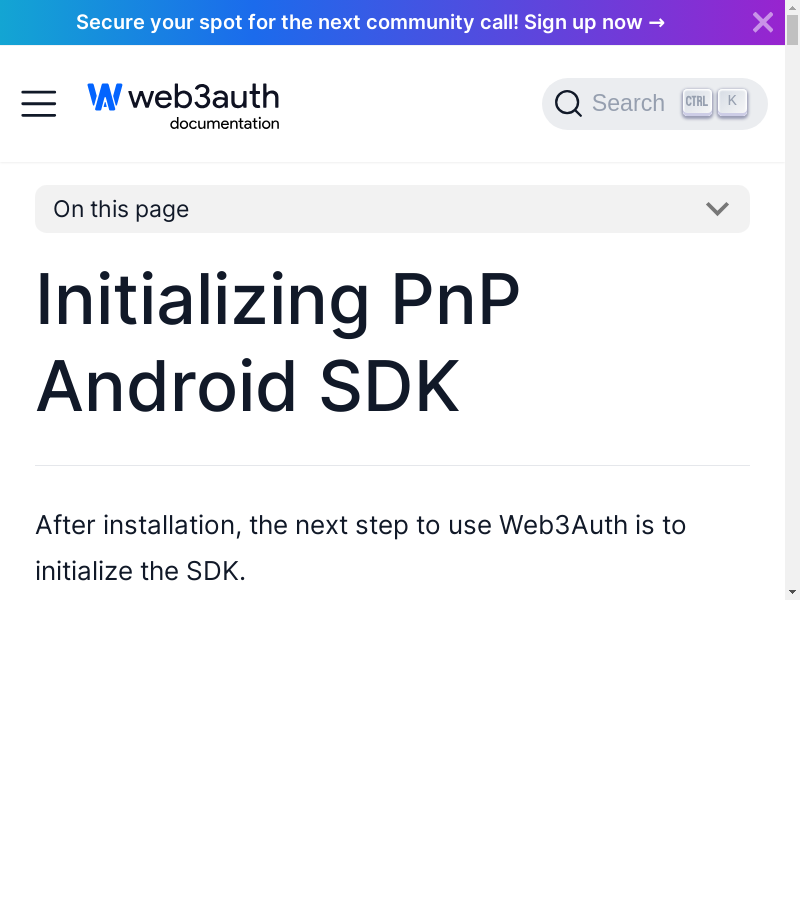 Secure your spot for the next community call! Sign up now →
web3auth
documentation
Search CTRL K
On this page
Initializing PnP
Android SDK
After installation, the next step to use Web3Auth is to
initialize the SDK.